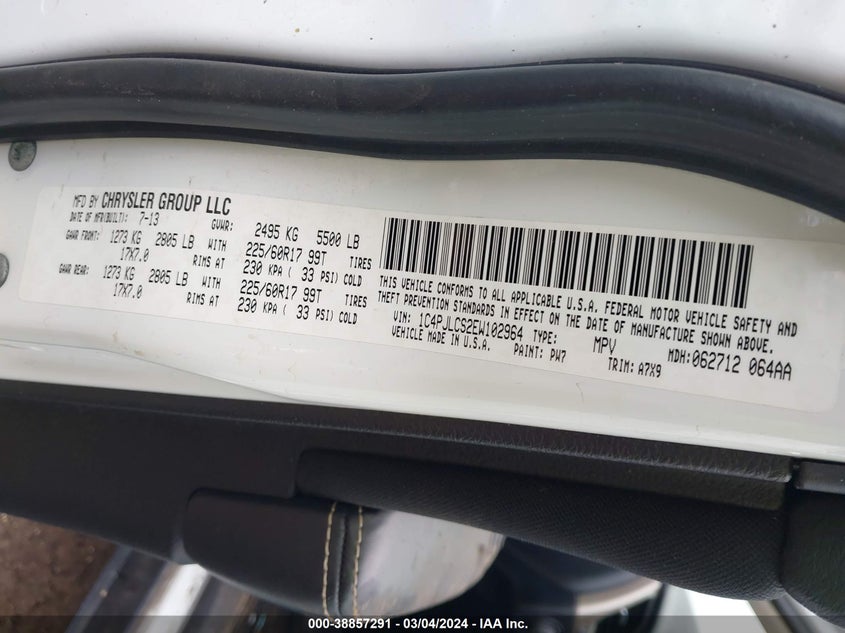 MFD BY CHRYSLER GROUP LLC
DATE OF MFR(BUILT): 7-13 GVWR: 2495 KG 5500 LB
GAWR FRONT: 1273 KG 2805 LB WITH 225/60R17 99T TIRES
17X7.0 RIMS AT 230 KPA ( 33 PSI) COLD
GAWR REAR: 1273 KG 2805 LB WITH 225/60R17 99T TIRES
17X7.0 RIMS AT 230 KPA ( 33 PSI) COLD
THIS VEHICLE CONFORMS TO ALL APPLICABLE U.S.A. FEDERAL MOTOR VEHICLE SAFETY AND
THEFT PREVENTION STANDARDS IN EFFECT ON THE DATE OF MANUFACTURE SHOWN ABOVE.
VIN: 1C4PJLCS2EW102964 TYPE: MPV MDH:062712 064AA
VEHICLE MADE IN U.S.A. PAINT: PW7 TRIM: A7X9
000-38857291 - 03/04/2024 - IAA Inc.